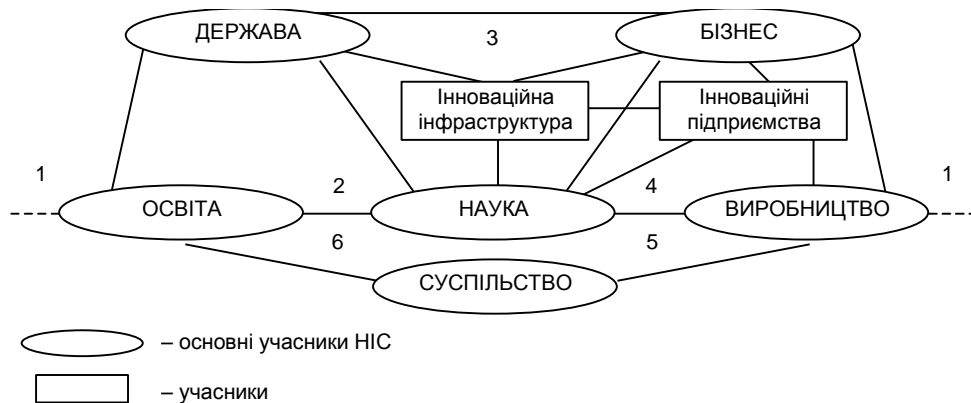 ДЕРЖАВА
3
БІЗНЕС
Інноваційна
інфраструктура
Інноваційні
підприємства
1
2
4
1
ОСВІТА
НАУКА
ВИРОБНИЦТВО
6
5
СУСПІЛЬСТВО
– основні учасники НІС
– учасники